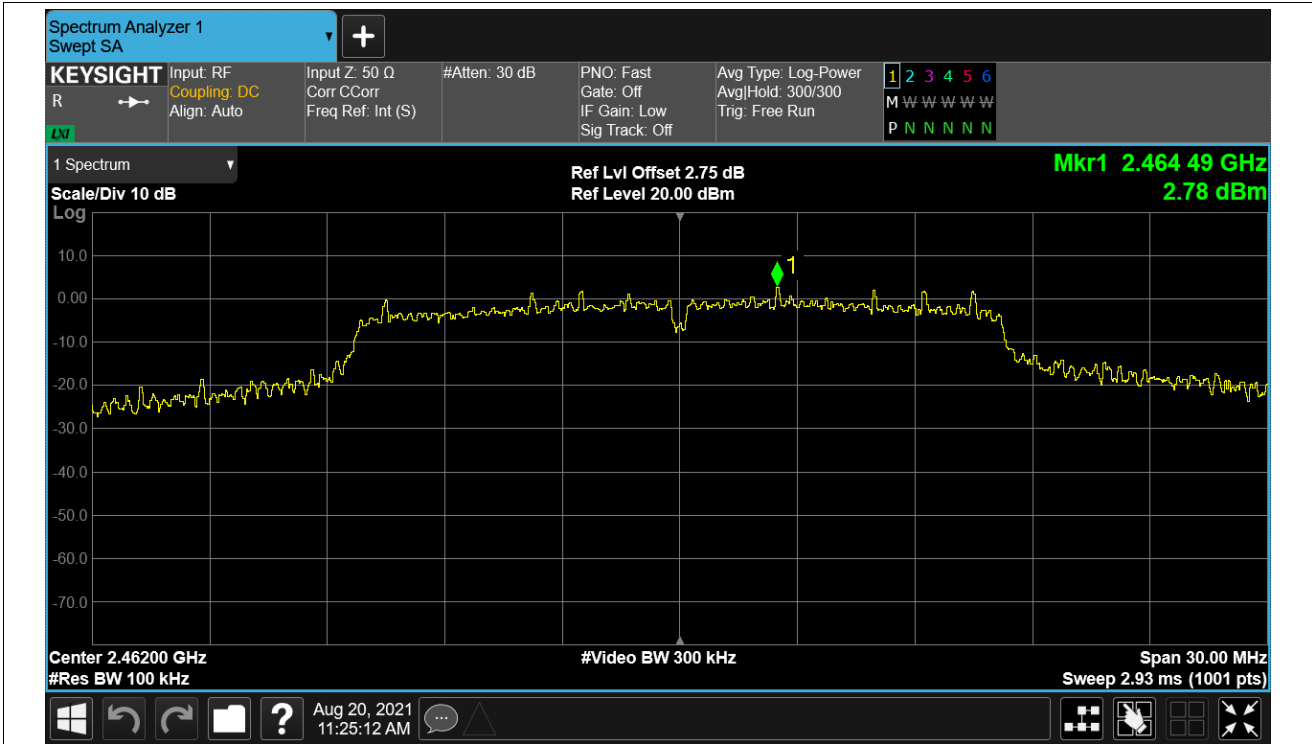 Spectrum Analyzer 1
Swept SA
KEYSIGHT
R
LXI
Input: RF
Coupling: DC
Align: Auto
Input Z: 50 Ω
Corr CCorr
Freq Ref: Int (S)
#Atten: 30 dB
PNO: Fast
Gate: Off
IF Gain: Low
Sig Track: Off
Avg Type: Log-Power
Avg|Hold: 300/300
Trig: Free Run
1 2 3 4 5 6
M W W W W W
P N N N N N
1 Spectrum
Scale/Div 10 dB
Log
Ref Lvl Offset 2.75 dB
Ref Level 20.00 dBm
Mkr1 2.464 49 GHz
2.78 dBm
1
10.0
0.00
-10.0
-20.0
-30.0
-40.0
-50.0
-60.0
-70.0
Center 2.46200 GHz
#Res BW 100 kHz
#Video BW 300 kHz
Span 30.00 MHz
Sweep 2.93 ms (1001 pts)
?
Aug 20, 2021
11:25:12 AM